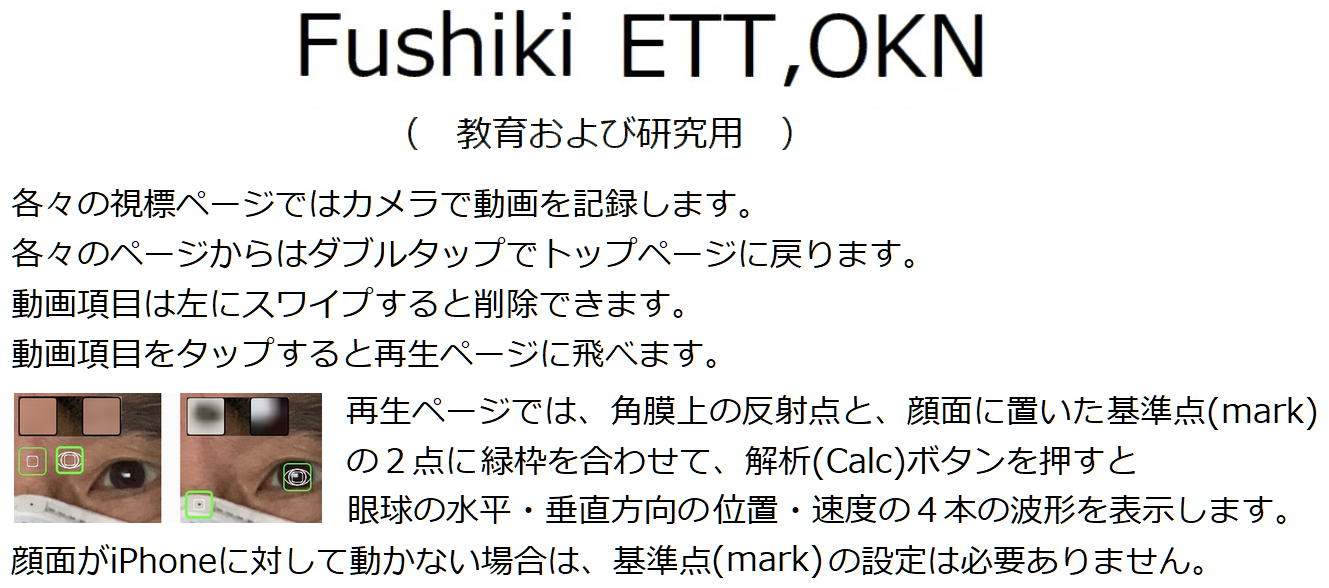 Fushiki ETT,OKN
（　教育および研究用　）
各々の視標ページではカメラで動画を記録します。
各々のページからはダブルタップでトップページに戻ります。
動画項目は左にスワイプすると削除できます。
動画項目をタップすると再生ページに飛べます。
再生ページでは、角膜上の反射点と、顔面に置いた基準点(mark)
の２点に緑枠を合わせて、解析(Calc)ボタンを押すと
眼球の水平・垂直方向の位置・速度の４本の波形を表示します。
顔面がiPhoneに対して動かない場合は、基準点(mark)の設定は必要ありません。